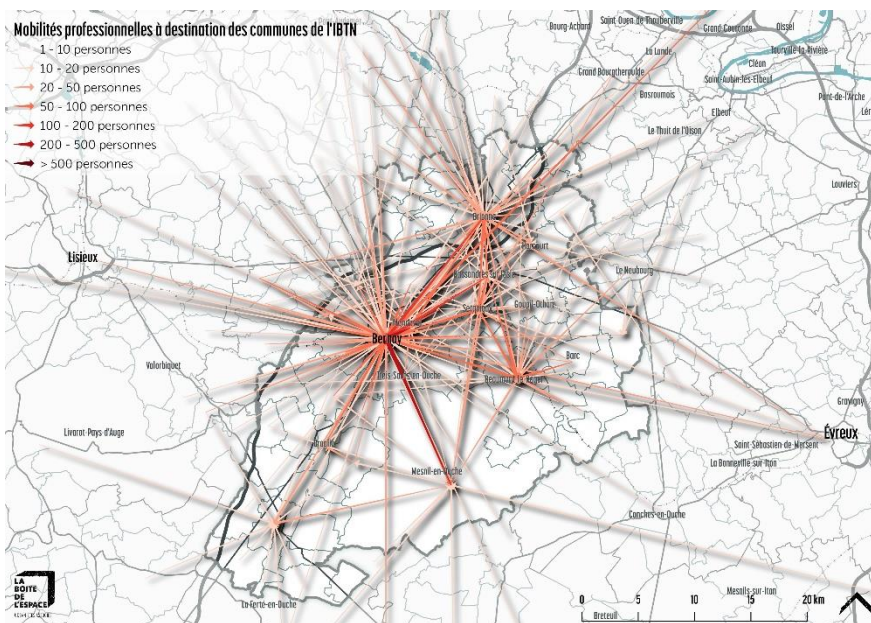 Mobilités professionnelles à destination des communes de l'IBTN
1 - 10 personnes
10 - 20 personnes
20 - 50 personnes
50 - 100 personnes
100 - 200 personnes
200 - 500 personnes
> 500 personnes
Bourg-Achard
Saint-Ouen-de-Thouberville
Grand-Couronne
Oissel
La Londe
Tourville-la-Rivière
Cléon
Grand Bourgtheroulde
Saint-Aubin-lès-Elbeuf
Pont-de-l'Arche
Bosroumois
Elbeuf
Le Thuit de l'Oison
Louviers
Brionne
Lisieux
Harcourt
Le Neubourg
Serquigny
Goupil-Othon
Bernay
Barc
Valorbiquet
Beaumont-le-Roger
Gravigny
Livarot-Pays-d'Auge
Évreux
Broglie
Saint-Sébastien-de-Morsent
Mesnil-en-Ouche
La Bonneville-sur-Iton
Conches-en-Ouche
LA
BOITE
DE
L'ESPACE
La Ferté-en-Ouche
Mesnils-sur-Iton
0 5 10 15 20 km
Breteuil